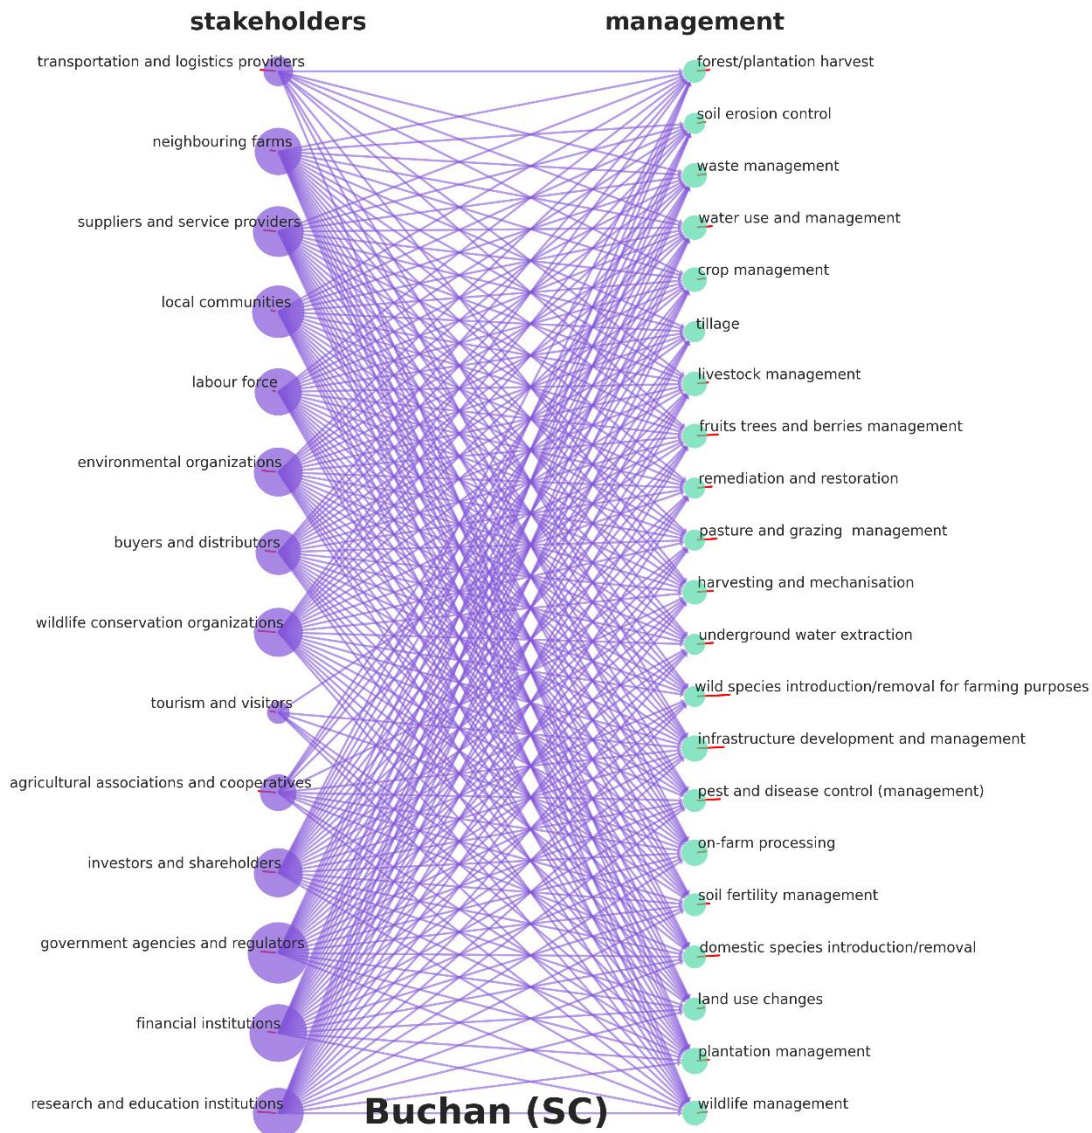 stakeholders
management
transportation and logistics providers
neighbouring farms
suppliers and service providers
local communities
labour force
environmental organizations
buyers and distributors
wildlife conservation organizations
tourism and visitors
agricultural associations and cooperatives
investors and shareholders
government agencies and regulators
financial institutions
research and education institutions
forest/plantation harvest
soil erosion control
waste management
water use and management
crop management
tillage
livestock management
fruits trees and berries management
remediation and restoration
pasture and grazing  management
harvesting and mechanisation
underground water extraction
wild species introduction/removal for farming purposes
infrastructure development and management
pest and disease control (management)
on-farm processing
soil fertility management
domestic species introduction/removal
land use changes
plantation management
wildlife management
Buchan (SC)